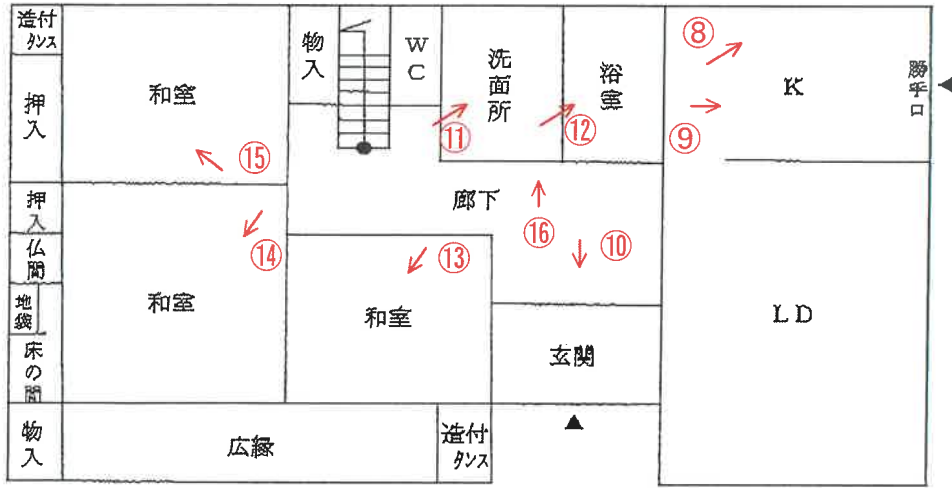 造付
タンス
押入
和室
物入
WC
洗面所
浴室
⑧
K
勝手口
⑨
⑪
⑫
⑮
押入
廊下
⑯
⑩
仏間
⑭
⑬
地袋
和室
和室
LD
床の間
玄関
物入
広縁
造付
タンス